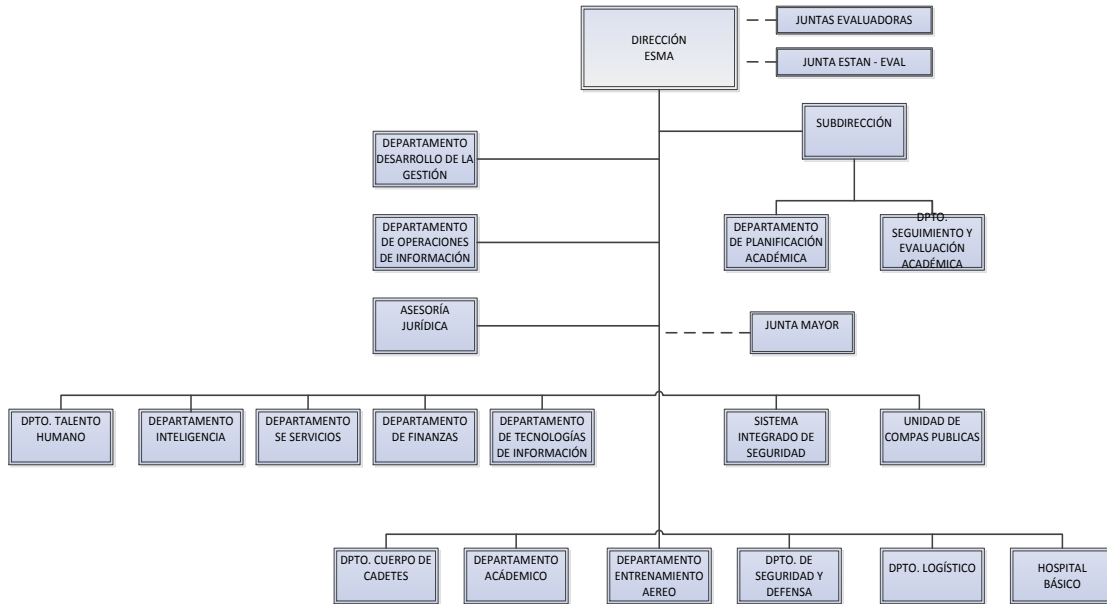 JUNTAS EVALUADORAS
DIRECCIÓN
ESMA
JUNTA ESTAN - EVAL
SUBDIRECCIÓN
DEPARTAMENTO
DESARROLLO DE LA
GESTIÓN
DEPARTAMENTO
DE OPERACIONES
DE INFORMACIÓN
DEPARTAMENTO
DE PLANIFICACIÓN
ACADÉMICA
DPTO.
SEGUIMIENTO Y
EVALUACIÓN
ACADÉMICA
ASESORÍA
JURÍDICA
JUNTA MAYOR
DPTO. TALENTO
HUMANO
DEPARTAMENTO
INTELIGENCIA
DEPARTAMENTO
SE SERVICIOS
DEPARTAMENTO
DE FINANZAS
DEPARTAMENTO
DE TECNOLOGÍAS
DE INFORMACIÓN
SISTEMA
INTEGRADO DE
SEGURIDAD
UNIDAD DE
COMPAS PUBLICAS
DPTO. CUERPO DE
CADETES
DEPARTAMENTO
ACÁDEMICO
DEPARTAMENTO
ENTRENAMIENTO
AEREO
DPTO. DE
SEGURIDAD Y
DEFENSA
DPTO. LOGÍSTICO
HOSPITAL
BÁSICO